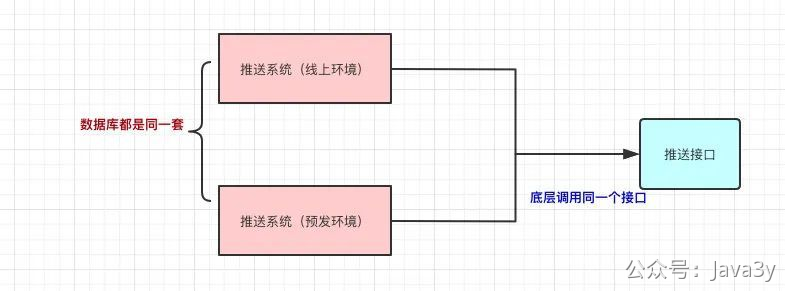 推送系统（线上环境）
数据库都是同一套
推送接口
推送系统（预发环境）
底层调用同一个接口
公众号：Java3y